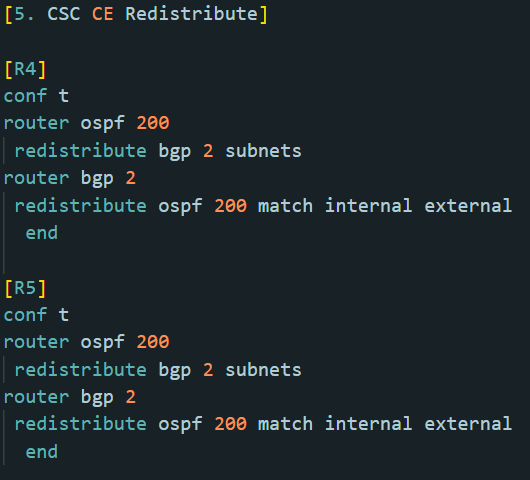 [5. CSC CE Redistribute]
[R4]
conf t
router ospf 200
redistribute bgp 2 subnets
router bgp 2
redistribute ospf 200 match internal external
end
[R5]
conf t
router ospf 200
redistribute bgp 2 subnets
router bgp 2
redistribute ospf 200 match internal external
end